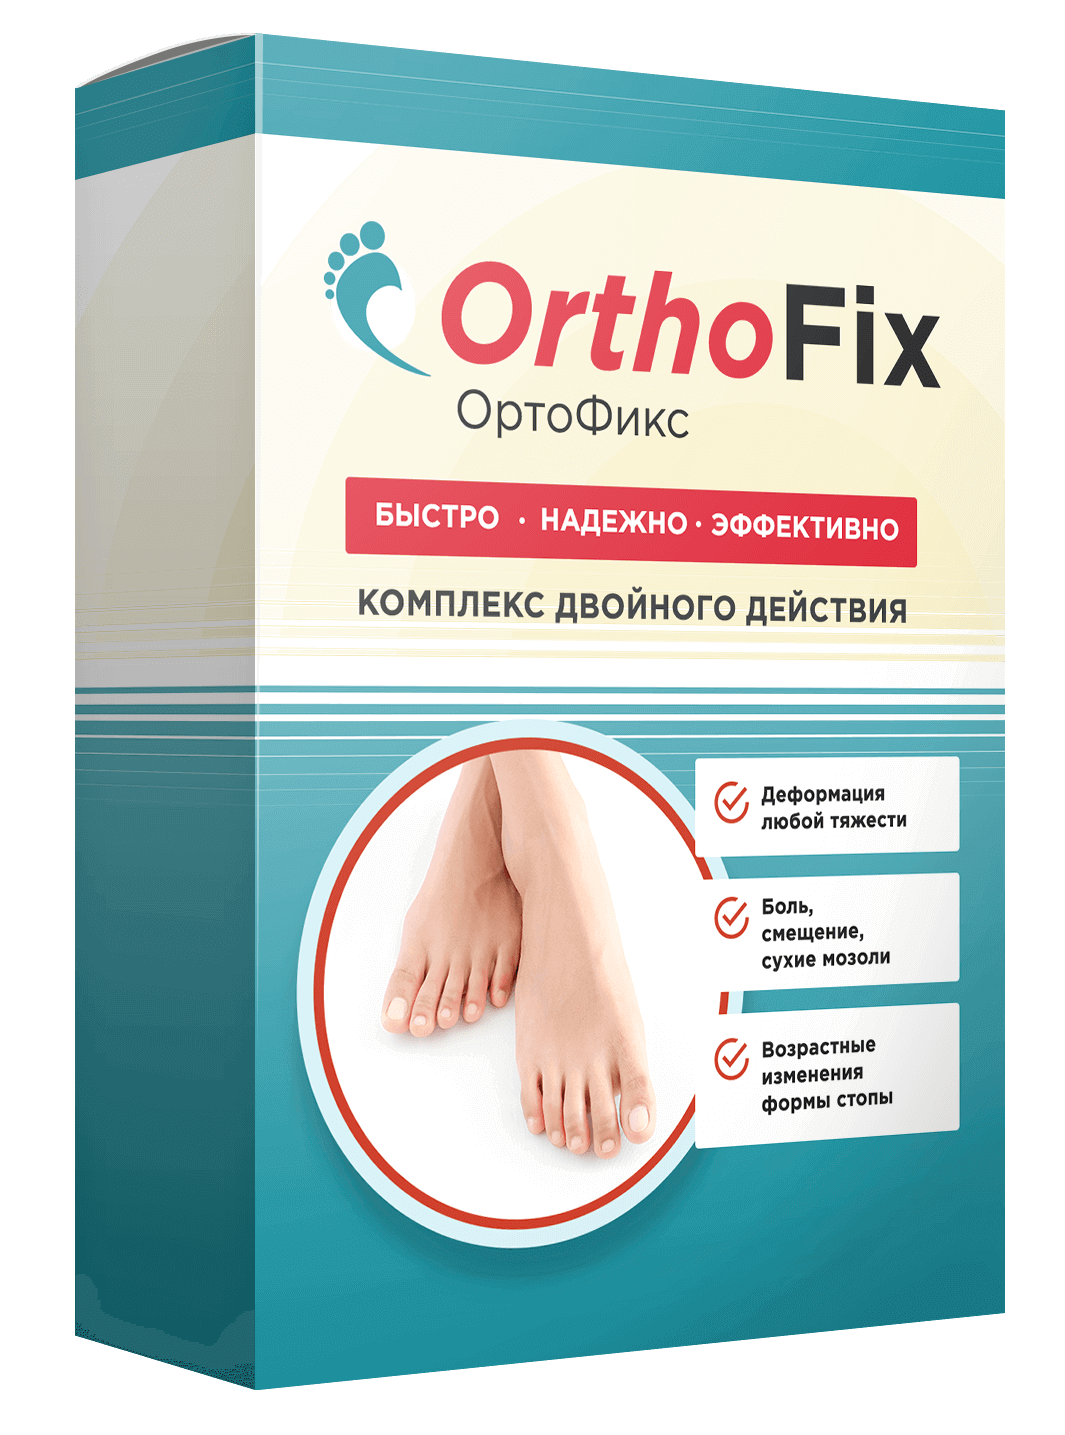 OrthoFix
ОртоФикс
БЫСТРО · НАДЕЖНО · ЭФФЕКТИВНО
КОМПЛЕКС ДВОЙНОГО ДЕЙСТВИЯ
Деформация
любой тяжести
Боль,
смещение,
сухие мозоли
Возрастные
изменения
формы стопы